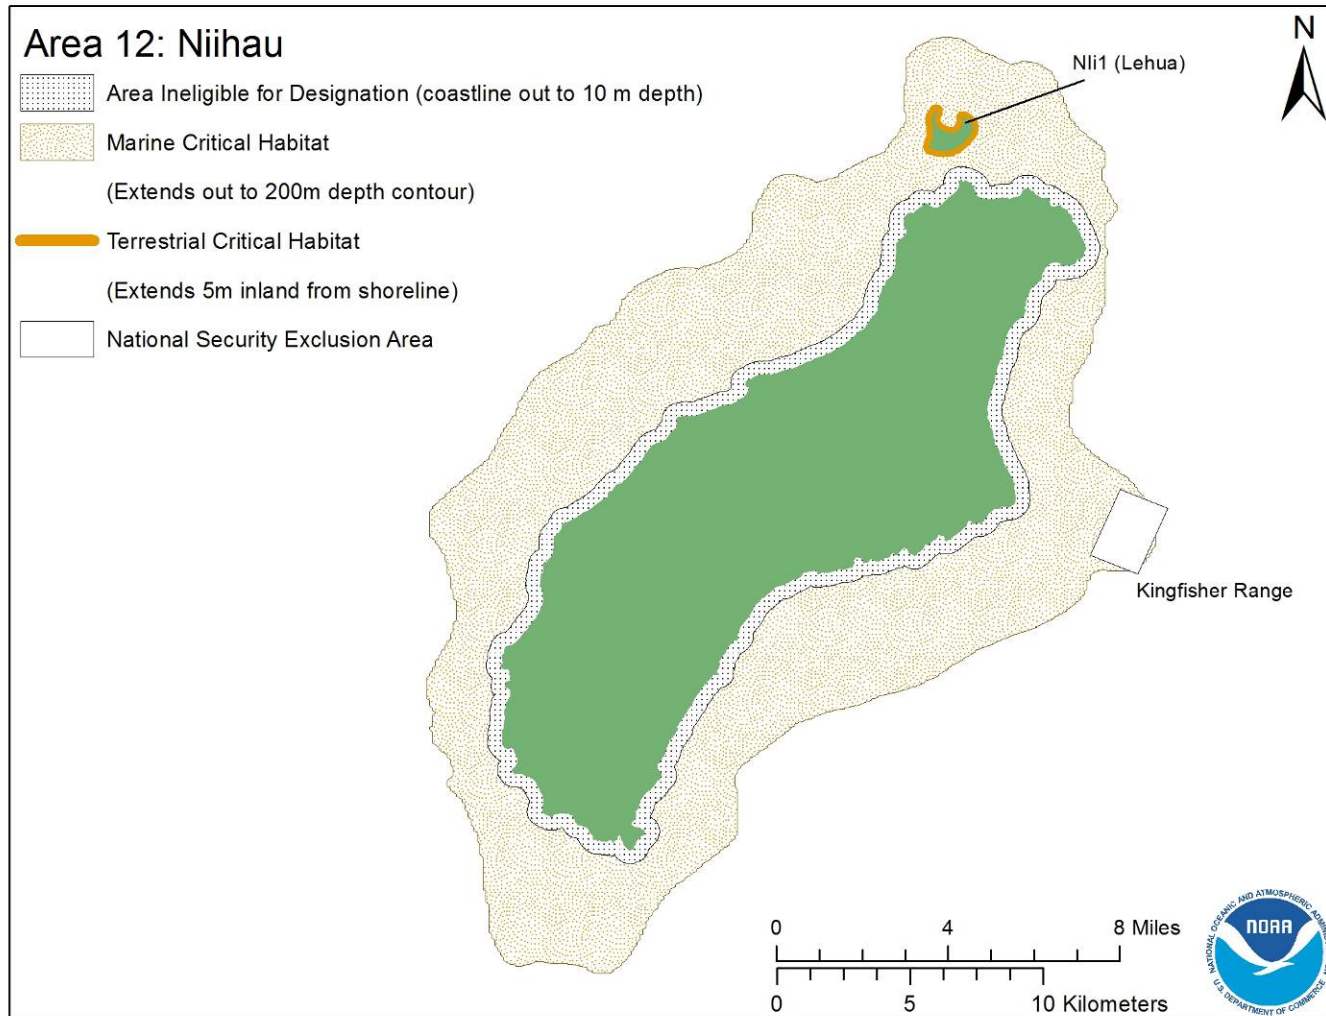 Area 12: Niihau
Area Ineligible for Designation (coastline out to 10 m depth)
Marine Critical Habitat
(Extends out to 200m depth contour)
Terrestrial Critical Habitat
(Extends 5m inland from shoreline)
National Security Exclusion Area
N
Nli1 (Lehua)
Kingfisher Range
0 4 8 Miles
0 5 10 Kilometers
NATIONAL OCEANIC AND ATMOSPHERIC
NOAA
U.S. DEPARTMENT OF COMMERCE